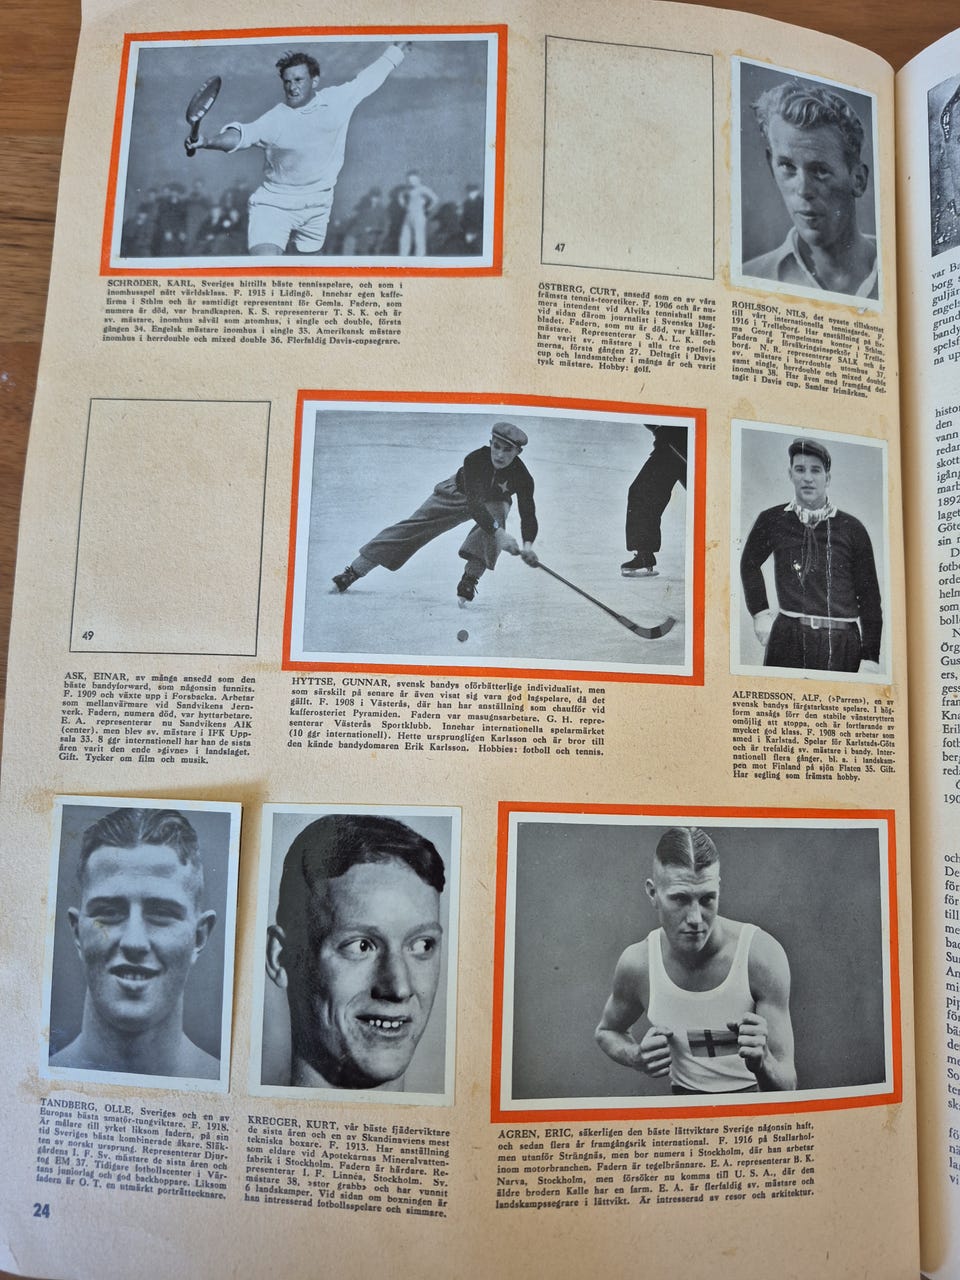 SCHRÖDER, KARL, Sveriges hittills bäste tennisspelare, och som i
inomhusspel nått världsklass. F. 1915 i Lidingö. Innehar egen kaffe-
firma i Sthlm och är samtidigt representant för Gemla. Fadern, som
numera är död, var brandkapten. K. S. representerar T. S. K. och är
sv. mästare, inomhus såväl som utomhus, i single och double, första
gången 34. Engelsk mästare inomhus i single 35. Amerikansk mästare
inomhus i herrdouble och mixed double 36. Flerfaldig Davis-cupsegrare.
47
ÖSTBERG, CURT, ansedd som en av våra
främsta tennis-teoretiker. F. 1906 och är nu-
mera intendent vid Alviks tennishall samt
vid sidan därom journalist i Svenska Dag-
bladet. Fadern, som nu är död, var källar-
mästare. Representerar S. A. L. K. och
har varit sv. mästare i alla tre spelfor-
merna, första gången 27. Deltagit i Davis
cup och landsmatcher i många år och varit
tysk mästare. Hobby: golf.
ROHLSSON, NILS, det nyaste tillskottet
till vårt internationella tennisstånd. F.
1916 i Trelleborg. Har anställning på fir-
ma Georg Tempelmans kontor i Sthlm.
Fadern är försäkringsinspektör i Trelle-
borg. N. R. representerar SALK och är
sv. mästare i herrdouble utomhus 37,
samt single, herrdouble och mixed double
inomhus 38. Har även med framgång del-
tagit i Davis cup. Samlar frimärken.
49
ASK, EINAR, av många ansedd som den
bäste bandyforward, som någonsin funnits.
F. 1909 och växte upp i Forsbacka. Arbetar
som mellanvärmare vid Sandvikens Jern-
verk. Fadern, numera död, var hyttarbetare.
E. A. representerar nu Sandvikens AIK
(center), men blev sv. mästare i IFK Upp-
sala 33. 8 ggr internationell har han de sista
åren varit den ende »gefle» i landslaget.
Gift. Tycker om film och musik.
HYTTSE, GUNNAR, svensk bandys oförbätterlige individualist, men
som särskilt på senare år även visat sig vara god lagspelare, då det
gällt. F. 1908 i Västerås, där han har anställning som chaufför vid
kafferosteriet Pyramiden. Fadern var masugnsarbetare. G. H. repre-
senterar Västerås Sportklubb. Innehar internationella spelarmärket
(10 ggr internationell). Hette ursprungligen Karlsson och är bror till
den kände bandydomaren Erik Karlsson. Hobbies: fotboll och tennis.
ALFREDSSON, ALF, (»Parren»), en av
svensk bandys färgstarkaste spelare. I hög-
form ansågs förr den stabile vänsteryttern
omöjlig att stoppa, och är fortfarande av
mycket god klass. F. 1908 och arbetar som
smed i Karlstad. Spelar för Karlstads-Göta
och är trefaldig sv. mästare i bandy. Inter-
nationell flera gånger, bl. a. i landskam-
pen mot Finland på sjön Flaten 35. Gift.
Har segling som främsta hobby.
TANDBERG, OLLE, Sveriges och en av
Europas bästa amatör-tungviktare. F. 1918.
Är målare till yrket liksom fadern, på sin
tid Sveriges bäste kombinerade åkare. Släk-
ten av norskt ursprung. Representerar Djur-
gårdens I. F. Sv. mästare de sista åren och
tog EM 37. Tidigare fotbollscenter i Vär-
tans juniorlag och god backhoppare. Liksom
fadern är O. T. en utmärkt porträttecknare.
KREUGER, KURT, vår bäste fjäderviktare
de sista åren och en av Skandinaviens mest
tekniska boxare. F. 1913. Har anställning
som eldare vid Apotekarnas Mineralvatten-
fabrik i Stockholm. Fadern är härdare. Re-
presenterar I. F. Linnéa, Stockholm. Sv.
mästare 38, »stor grabb» och har vunnit
6 landskamper. Vid sidan om boxningen är
han intresserad fotbollsspelare och simmare.
ÅGREN, ERIC, säkerligen den bäste lättviktare Sverige någonsin haft,
och sedan flera år framgångsrik international. F. 1916 på Stallarhol-
men utanför Strängnäs, men bor numera i Stockholm, där han arbetar
inom motorbranchen. Fadern är tegelbrännare. E. A. representerar B. K.
Narva, Stockholm, men försöker nu komma till U. S. A., där den
äldre brodern Kalle har en farm. E. A. är flerfaldig sv. mästare och
landskampssegrare i lättvikt. Är intresserad av resor och arkitektur.
24